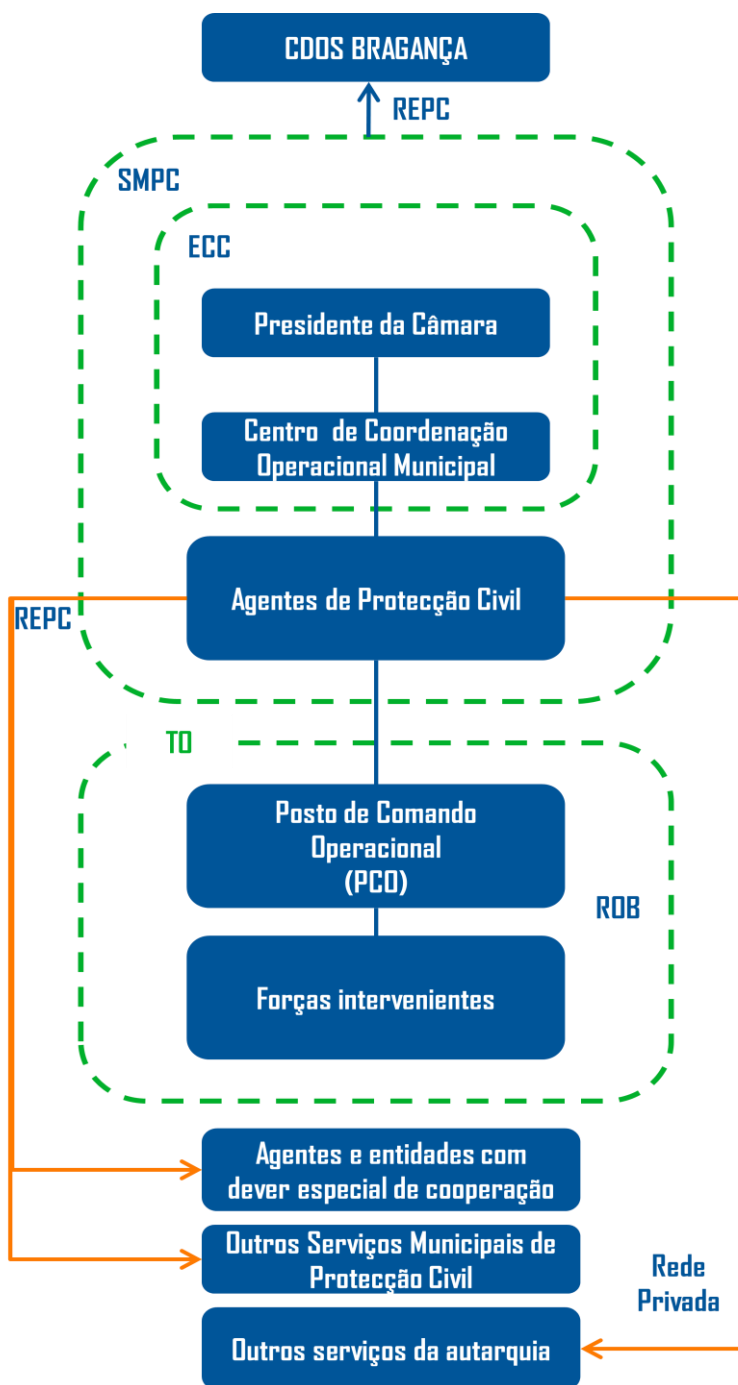 CDOS BRAGANÇA
REPC
SMPC
ECC
Presidente da Câmara
Centro de Coordenação
Operacional Municipal
Agentes de Protecção Civil
REPC
TO
Posto de Comando
Operacional
(PCO)
ROB
Forças intervenientes
Agentes e entidades com
dever especial de cooperação
Outros Serviços Municipais de
Protecção Civil
Rede
Privada
Outros serviços da autarquia